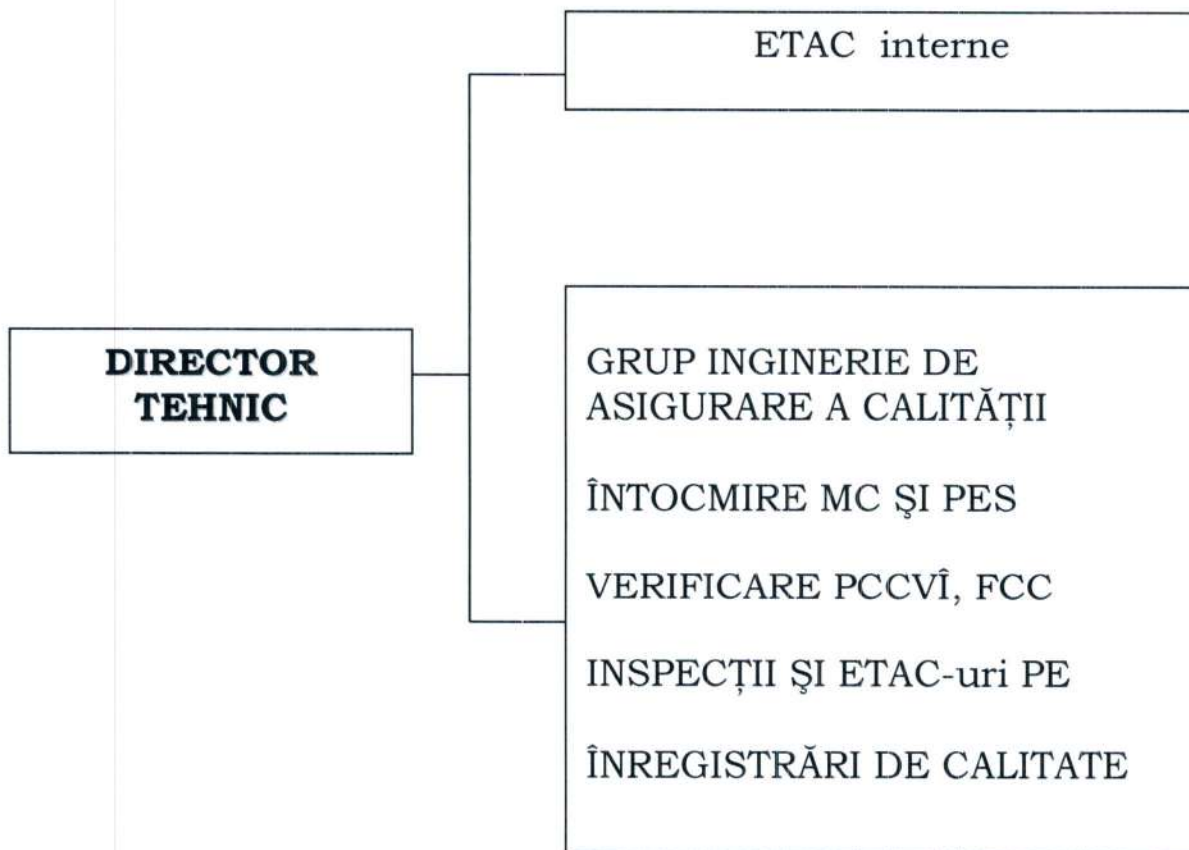 ETAC interne
DIRECTOR
TEHNIC
GRUP INGINERIE DE
ASIGURARE A CALITĂȚII
ÎNTOCMIRE MC ŞI PES
VERIFICARE PCCVÎ, FCC
INSPECȚII ŞI ETAC-uri PE
ÎNREGISTRĂRI DE CALITATE